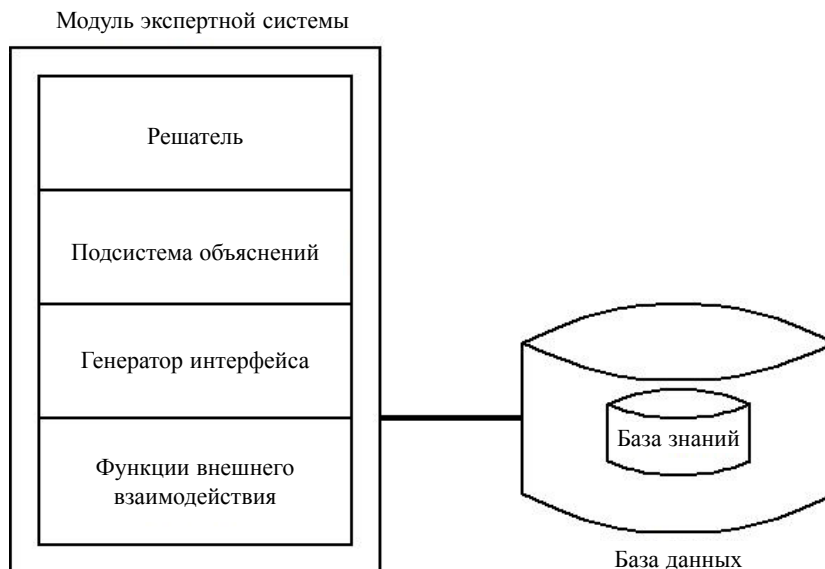 Модуль экспертной системы
Решатель
Подсистема объяснений
Генератор интерфейса
Функции внешнего
взаимодействия
База знаний
База данных